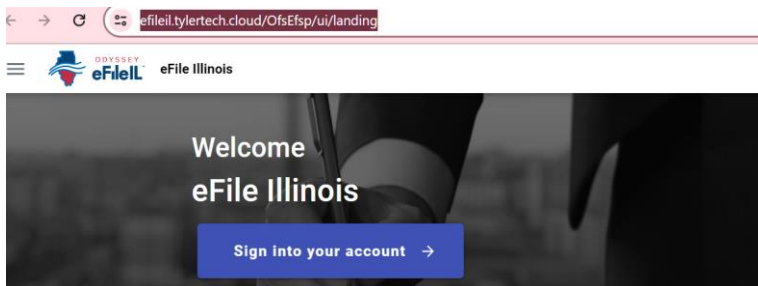 efileil.tylertech.cloud/OfsEfsp/ui/landing
ODYSSEY
eFileIL eFile Illinois
Welcome
eFile Illinois
Sign into your account →